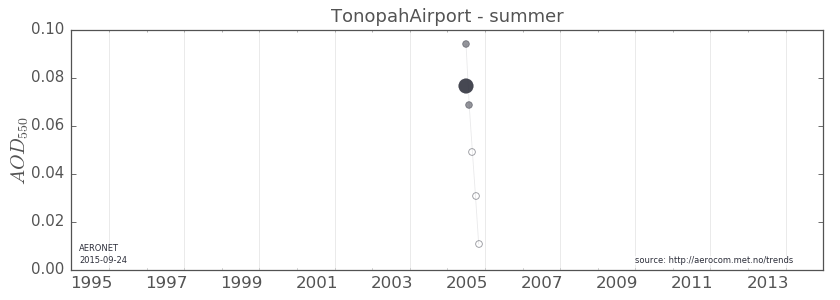 TonopahAirport - summer
0.10
0.08
0.06
0.04
0.02
0.00
AOD550
AERONET
2015-09-24
source: http://aerocom.met.no/trends
1995 1997 1999 2001 2003 2005 2007 2009 2011 2013